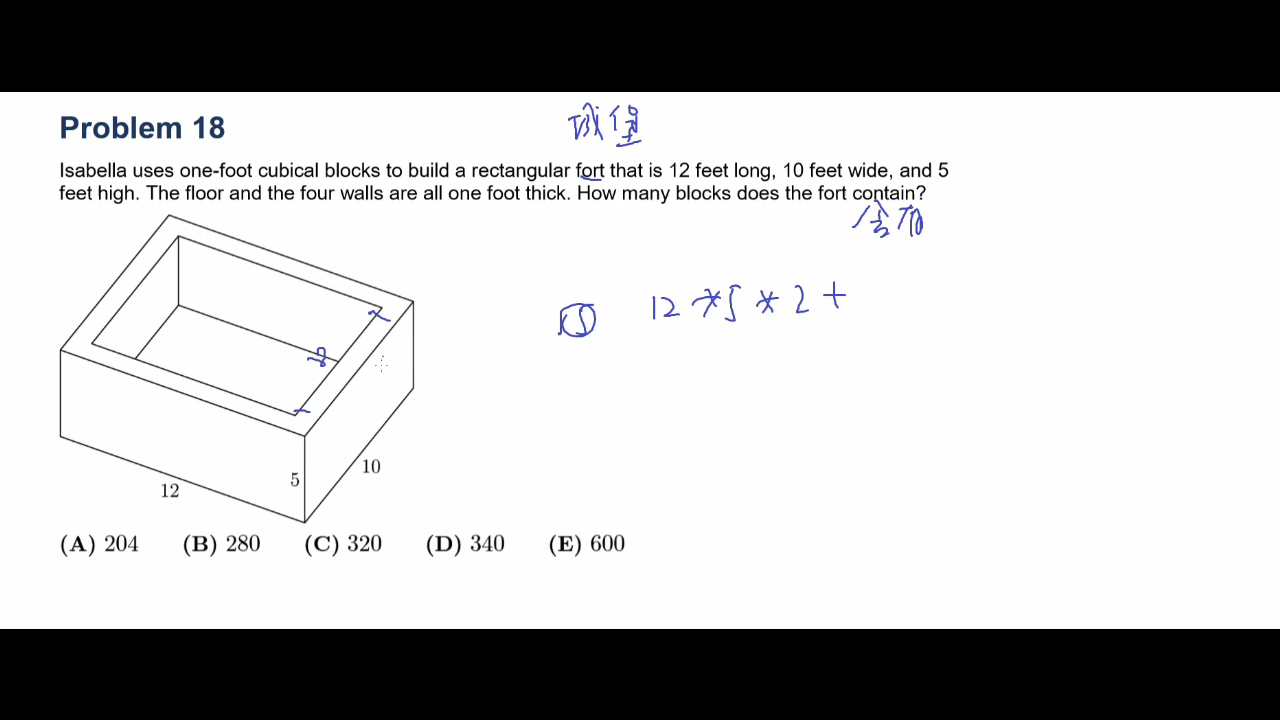 Problem 18
城堡
Isabella uses one-foot cubical blocks to build a rectangular fort that is 12 feet long, 10 feet wide, and 5
feet high. The floor and the four walls are all one foot thick. How many blocks does the fort contain?
含有
12 * 5 * 2 +
8
5
10
12
(A) 204 (B) 280 (C) 320 (D) 340 (E) 600